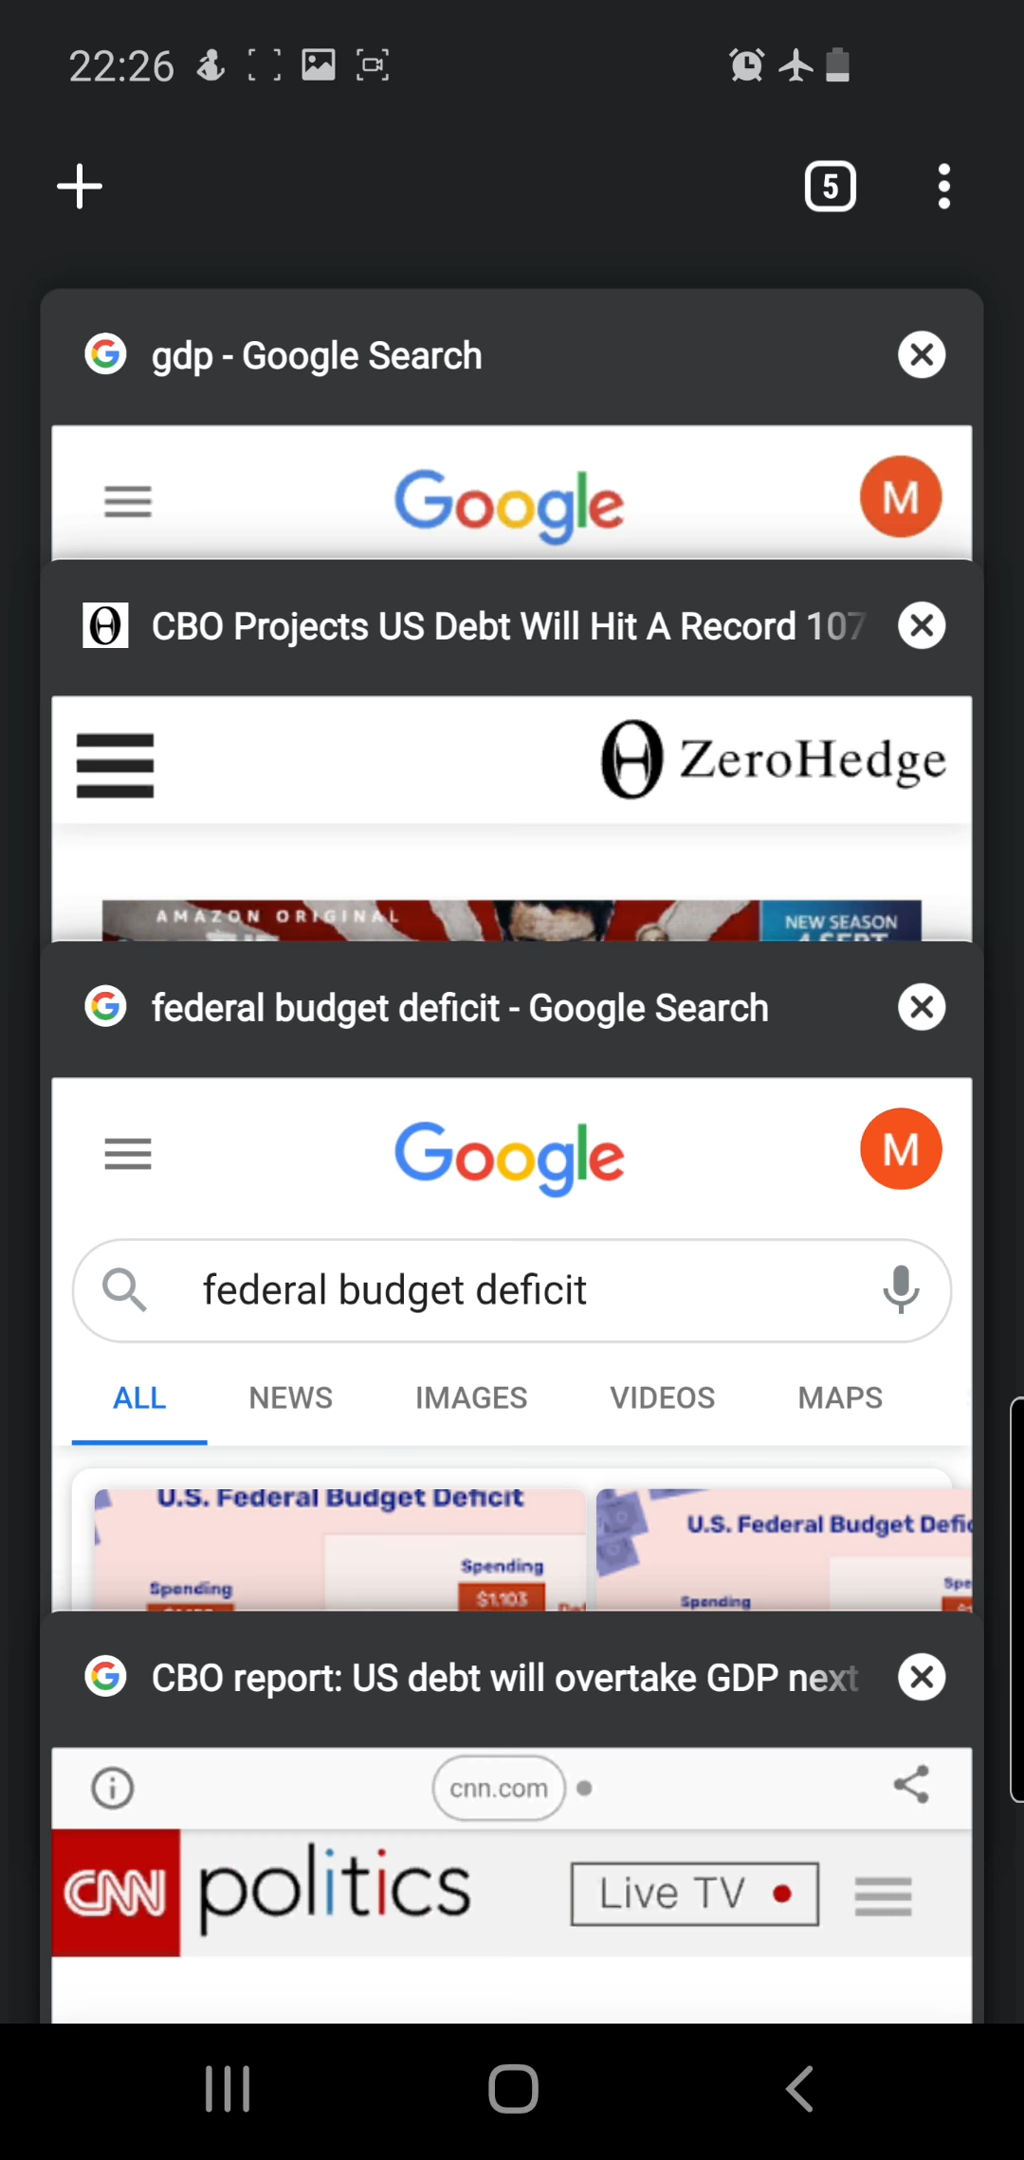 22:26
5
gdp - Google Search
Google
M
CBO Projects US Debt Will Hit A Record 107
ZeroHedge
AMAZON ORIGINAL
NEW SEASON
4 SEPT
federal budget deficit - Google Search
Google
M
federal budget deficit
ALL NEWS IMAGES VIDEOS MAPS
U.S. Federal Budget Deficit
U.S. Federal Budget Defic
Spending
Spending
$1,103
Spending
Spe
CBO report: US debt will overtake GDP next
cnn.com
CNN politics Live TV